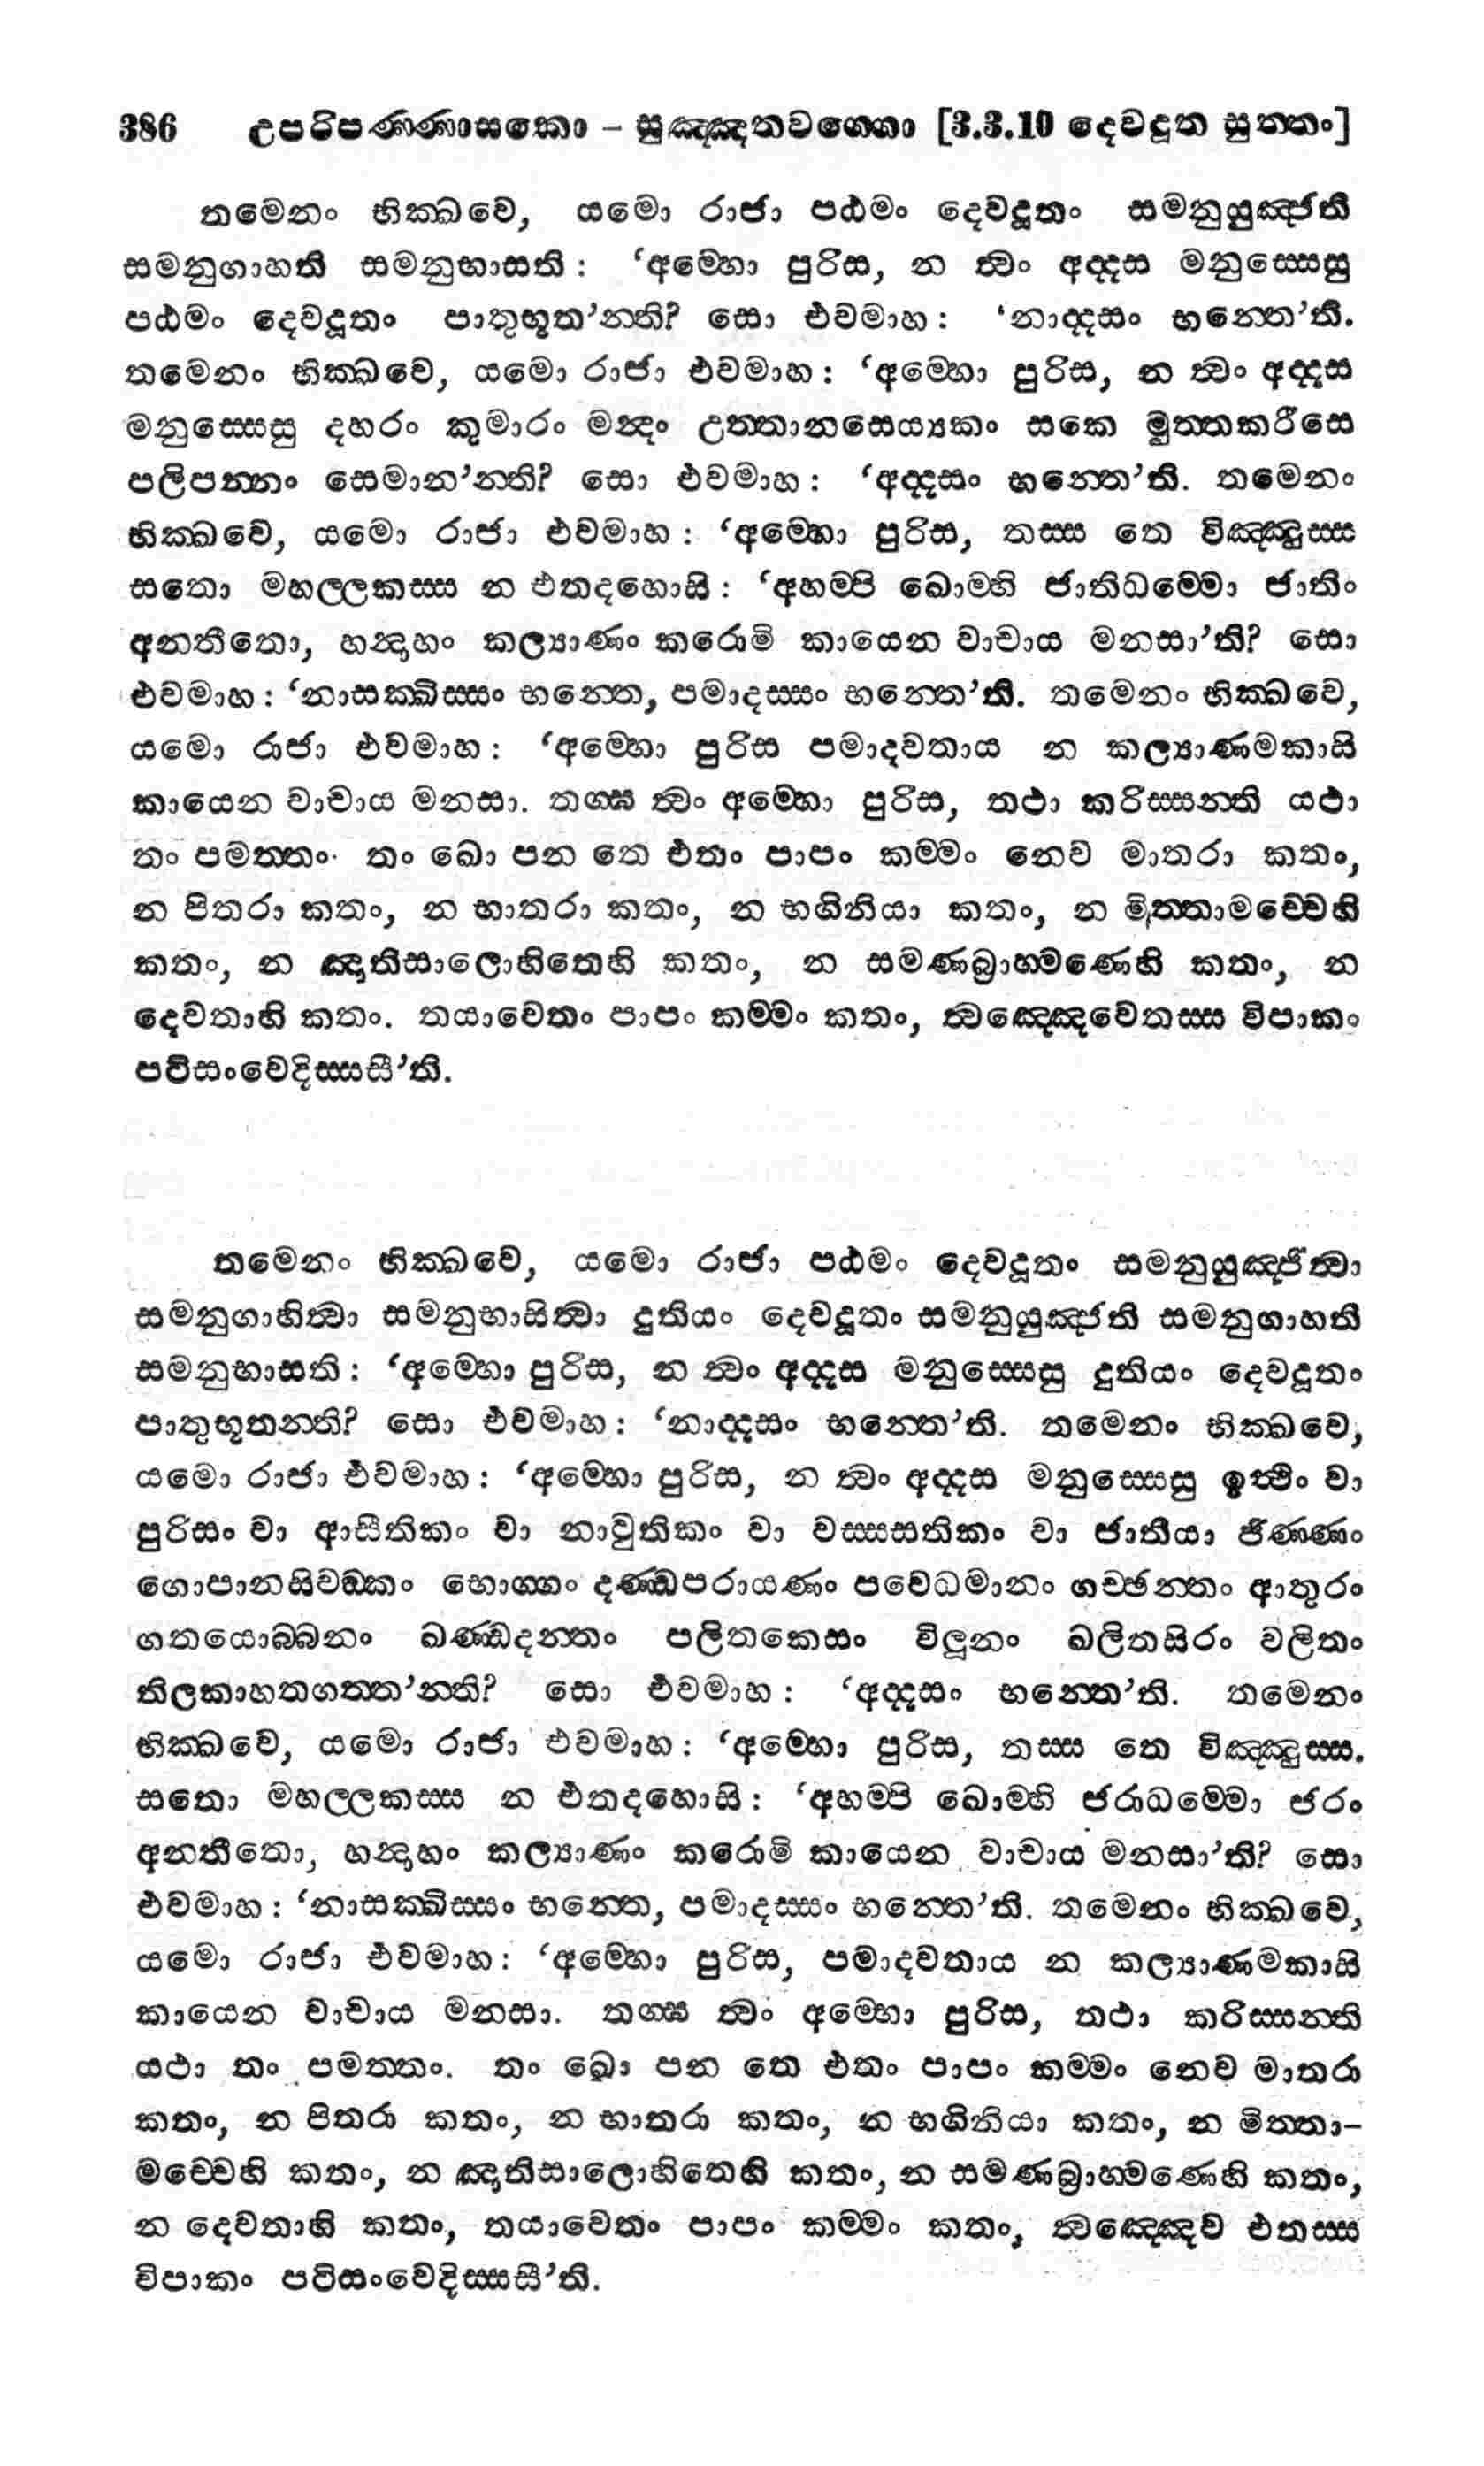 386 උපරිපණ්ණාසකො – සුඤ්ඤතවග්ගො [3.3.10 දෙවදූත සුත්තං]
තමෙනං භික්ඛවෙ, යමො රාජා පඨමං දෙවදූතං සමනුයුඤ්ජති
සමනුගාහති සමනුභාසති: ‘අම්භො පුරිස, න ත්වං අද්දස මනුස්සෙසු
පඨමං දෙවදූතං පාතුභූත’න්ති? සො එවමාහ: ‘නාද්දසං භන්තෙ’ති.
තමෙනං භික්ඛවෙ, යමො රාජා එවමාහ: ‘අම්භො පුරිස, න ත්වං අද්දස
මනුස්සෙසු දහරං කුමාරං මන්දං උත්තානසෙය්‍යකං සකෙ මුත්තකරීසෙ
පලිපන්නං සෙමාන’න්ති? සො එවමාහ: ‘අද්දසං භන්තෙ’ති. තමෙනං
භික්ඛවෙ, යමො රාජා එවමාහ: ‘අම්භො පුරිස, තස්ස තෙ විඤ්ඤුස්ස
සතො මහල්ලකස්ස න එතදහොසි: ‘අහම්පි ඛොම්හි ජාතිධම්මො ජාතිං
අනතීතො, හන්දාහං කල්‍යාණං කරොමි කායෙන වාචාය මනසා’ති? සො
එවමාහ: ‘නාසක්ඛිස්සං භන්තෙ, පමාදස්සං භන්තෙ’ති. තමෙනං භික්ඛවෙ,
යමො රාජා එවමාහ: ‘අම්භො පුරිස පමාදවතාය න කල්‍යාණමකාසි
කායෙන වාචාය මනසා. තග්ඝ ත්වං අම්භො පුරිස, තථා කරිස්සන්ති යථා
තං පමත්තං. තං ඛො පන තෙ එතං පාපං කම්මං නෙව මාතරා කතං,
න පිතරා කතං, න භාතරා කතං, න භගිනියා කතං, න මිත්තාමච්චෙහි
කතං, න ඤාතිසාලොහිතෙහි කතං, න සමණබ්‍රාහ්මණෙහි කතං, න
දෙවතාහි කතං. තයාවෙතං පාපං කම්මං කතං, ත්වඤ්ඤෙවෙතස්ස විපාකං
පටිසංවෙදිස්සසී’ති.
තමෙනං භික්ඛවෙ, යමො රාජා පඨමං දෙවදූතං සමනුයුඤ්ජිත්වා
සමනුගාහිත්වා සමනුභාසිත්වා දුතියං දෙවදූතං සමනුයුඤ්ජති සමනුගාහති
සමනුභාසති: ‘අම්භො පුරිස, න ත්වං අද්දස මනුස්සෙසු දුතියං දෙවදූතං
පාතුභූතන්ති? සො එවමාහ: ‘නාද්දසං භන්තෙ’ති. තමෙනං භික්ඛවෙ,
යමො රාජා එවමාහ: ‘අම්භො පුරිස, න ත්වං අද්දස මනුස්සෙසු ඉත්ථිං වා
පුරිසං වා ආසීතිකං වා නාවුතිකං වා වස්සසතිකං වා ජාතියා ජිණ්ණං
ගොපානසිවඞ්කං භොග්ගං දණ්ඩපරායණං පවෙධමානං ගච්ඡන්තං ආතුරං
ගතයොබ්බනං ඛණ්ඩදන්තං පලිතකෙසං විලූනං ඛලිතසිරං වලිතං
තිලකාහතගත්ත’න්ති? සො එවමාහ: ‘අද්දසං භන්තෙ’ති. තමෙනං
භික්ඛවෙ, යමො රාජා එවමාහ: ‘අම්භො පුරිස, තස්ස තෙ විඤ්ඤුස්ස.
සතො මහල්ලකස්ස න එතදහොසි: ‘අහම්පි ඛොම්හි ජරාධම්මො ජරං
අනතීතො, හන්දාහං කල්‍යාණං කරොමි කායෙන වාචාය මනසා’ති? සො
එවමාහ: ‘නාසක්ඛිස්සං භන්තෙ, පමාදස්සං භන්තෙ’ති. තමෙනං භික්ඛවෙ,
යමො රාජා එවමාහ: ‘අම්භො පුරිස, පමාදවතාය න කල්‍යාණමකාසි
කායෙන වාචාය මනසා. තග්ඝ ත්වං අම්භො පුරිස, තථා කරිස්සන්ති
යථා තං පමත්තං. තං ඛො පන තෙ එතං පාපං කම්මං නෙව මාතරා
කතං, න පිතරා කතං, න භාතරා කතං, න භගිනියා කතං, න මිත්තා-
මච්චෙහි කතං, න ඤාතිසාලොහිතෙහි කතං, න සමණබ්‍රාහ්මණෙහි කතං,
න දෙවතාහි කතං, තයාවෙතං පාපං කම්මං කතං, ත්වඤ්ඤෙව එතස්ස
විපාකං පටිසංවෙදිස්සසී’ති.